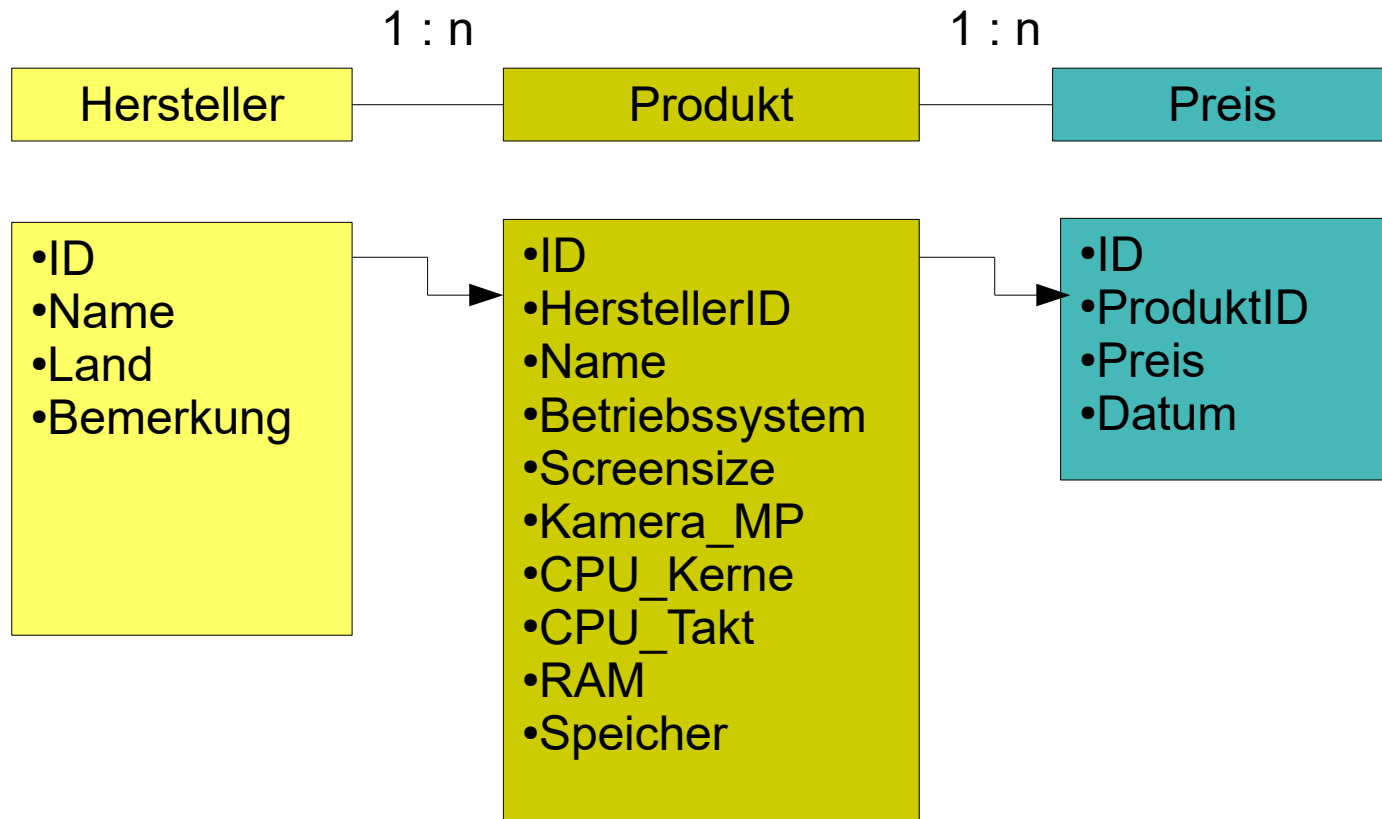 1 : n
1 : n
Hersteller
Produkt
Preis
•ID
•Name
•Land
•Bemerkung
•ID
•HerstellerID
•Name
•Betriebssystem
•Screensize
•Kamera_MP
•CPU_Kerne
•CPU_Takt
•RAM
•Speicher
•ID
•ProduktID
•Preis
•Datum